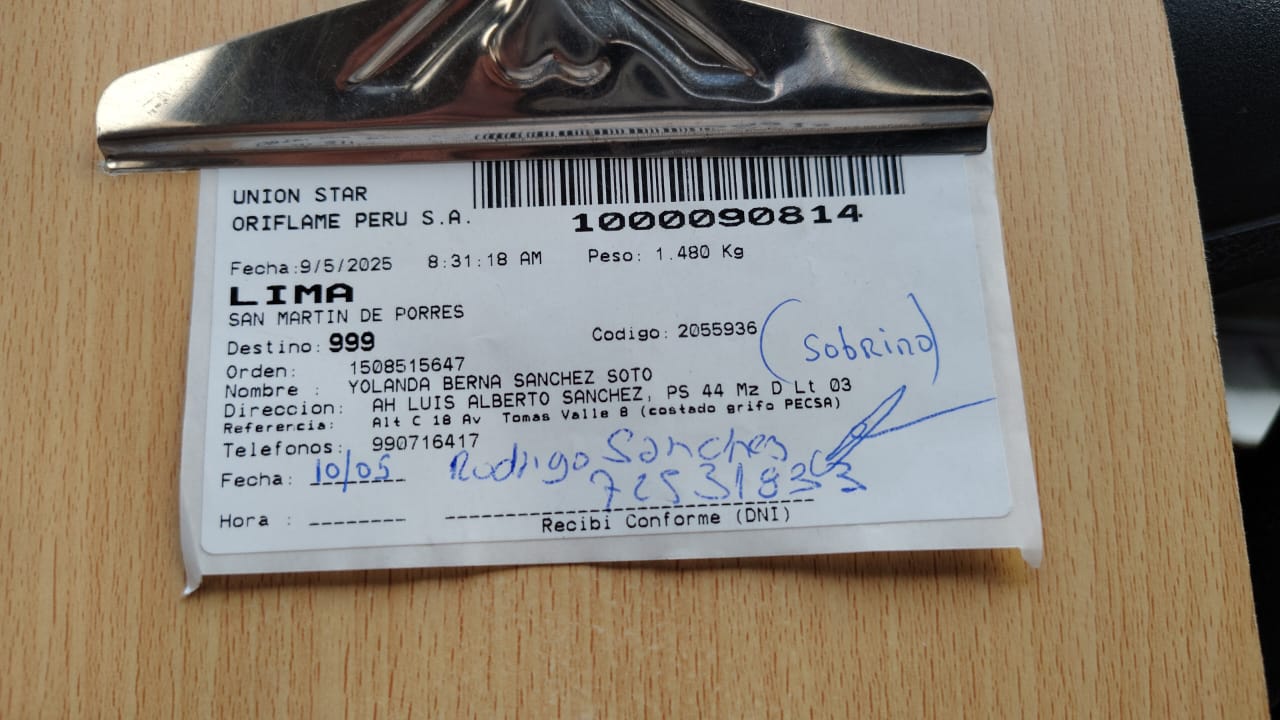 UNION STAR
ORIFLAME PERU S.A.
1000090814
Fecha:9/5/2025 8:31:18 AM Peso: 1.480 Kg
LIMA
SAN MARTIN DE PORRES
Destino: 999 Codigo: 2055936 (Sobrino)
Orden: 1508515647
Nombre : YOLANDA BERNA SANCHEZ SOTO
Direccion: AH LUIS ALBERTO SANCHEZ, PS 44 Mz D Lt 03
Referencia: Alt C 18 Av Tomas Valle 8 (costado grifo PECSA)
Telefonos: 990716417
Fecha: 10/05 Rodrigo Sanchez
72531833
Hora :
Recibi Conforme (DNI)